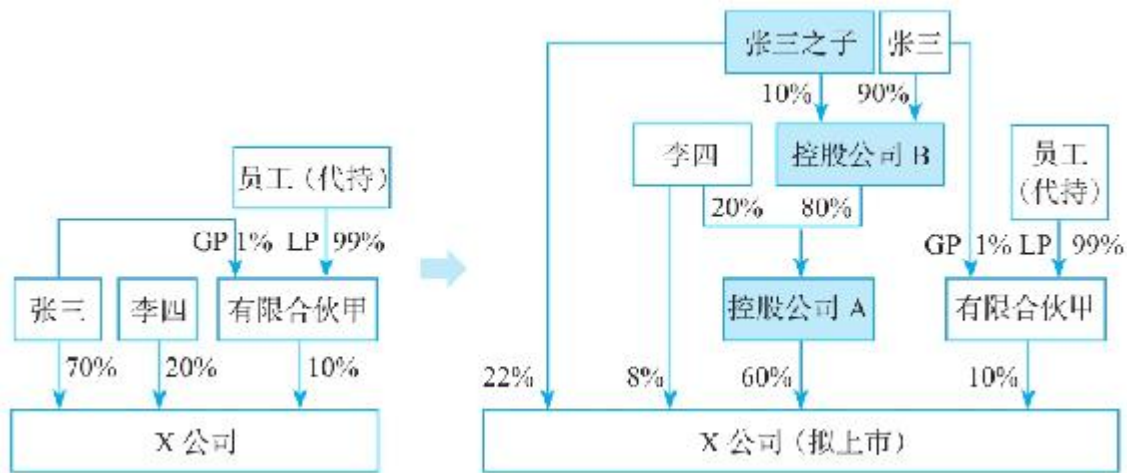 员工（代持）
GP 1% LP 99%
张三
李四
有限合伙甲
70%
20%
10%
X 公司
张三之子
张三
10%
90%
李四
控股公司 B
员工
（代持）
20%
80%
GP 1% LP 99%
控股公司 A
有限合伙甲
22%
8%
60%
10%
X 公司（拟上市）